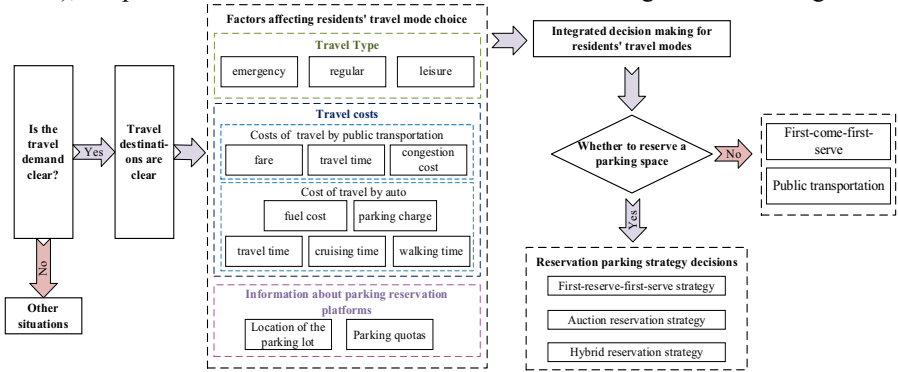 Is the
travel
demand
clear?
Yes
No
Other
situations
Travel
destinati-
ons are
clear
Factors affecting residents' travel mode choice
Travel Type
emergency
regular
leisure
Travel costs
Costs of travel by public transportation
fare
travel time
congestion
cost
Cost of travel by auto
fuel cost
parking charge
travel time
cruising time
walking time
Information about parking reservation
platforms
Location of the
parking lot
Parking quotas
Integrated decision making for
residents' travel modes
Whether to reserve a
parking space
No
First-come-first-
serve
Public transportation
Yes
Reservation parking strategy decisions
First-reserve-first-serve strategy
Auction reservation strategy
Hybrid reservation strategy